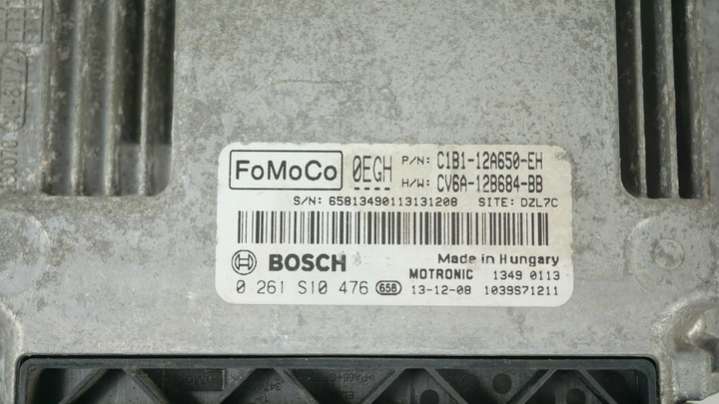 FoMoCo 0EGH P/N: C1B1-12A650-EH
H/W: CV6A-12B684-BB
S/N: 65813490113131208 SITE: DZL7C
BOSCH Made in Hungary
MOTRONIC 1349 0113
0 261 S10 476 658 13-12-08 1039S71211